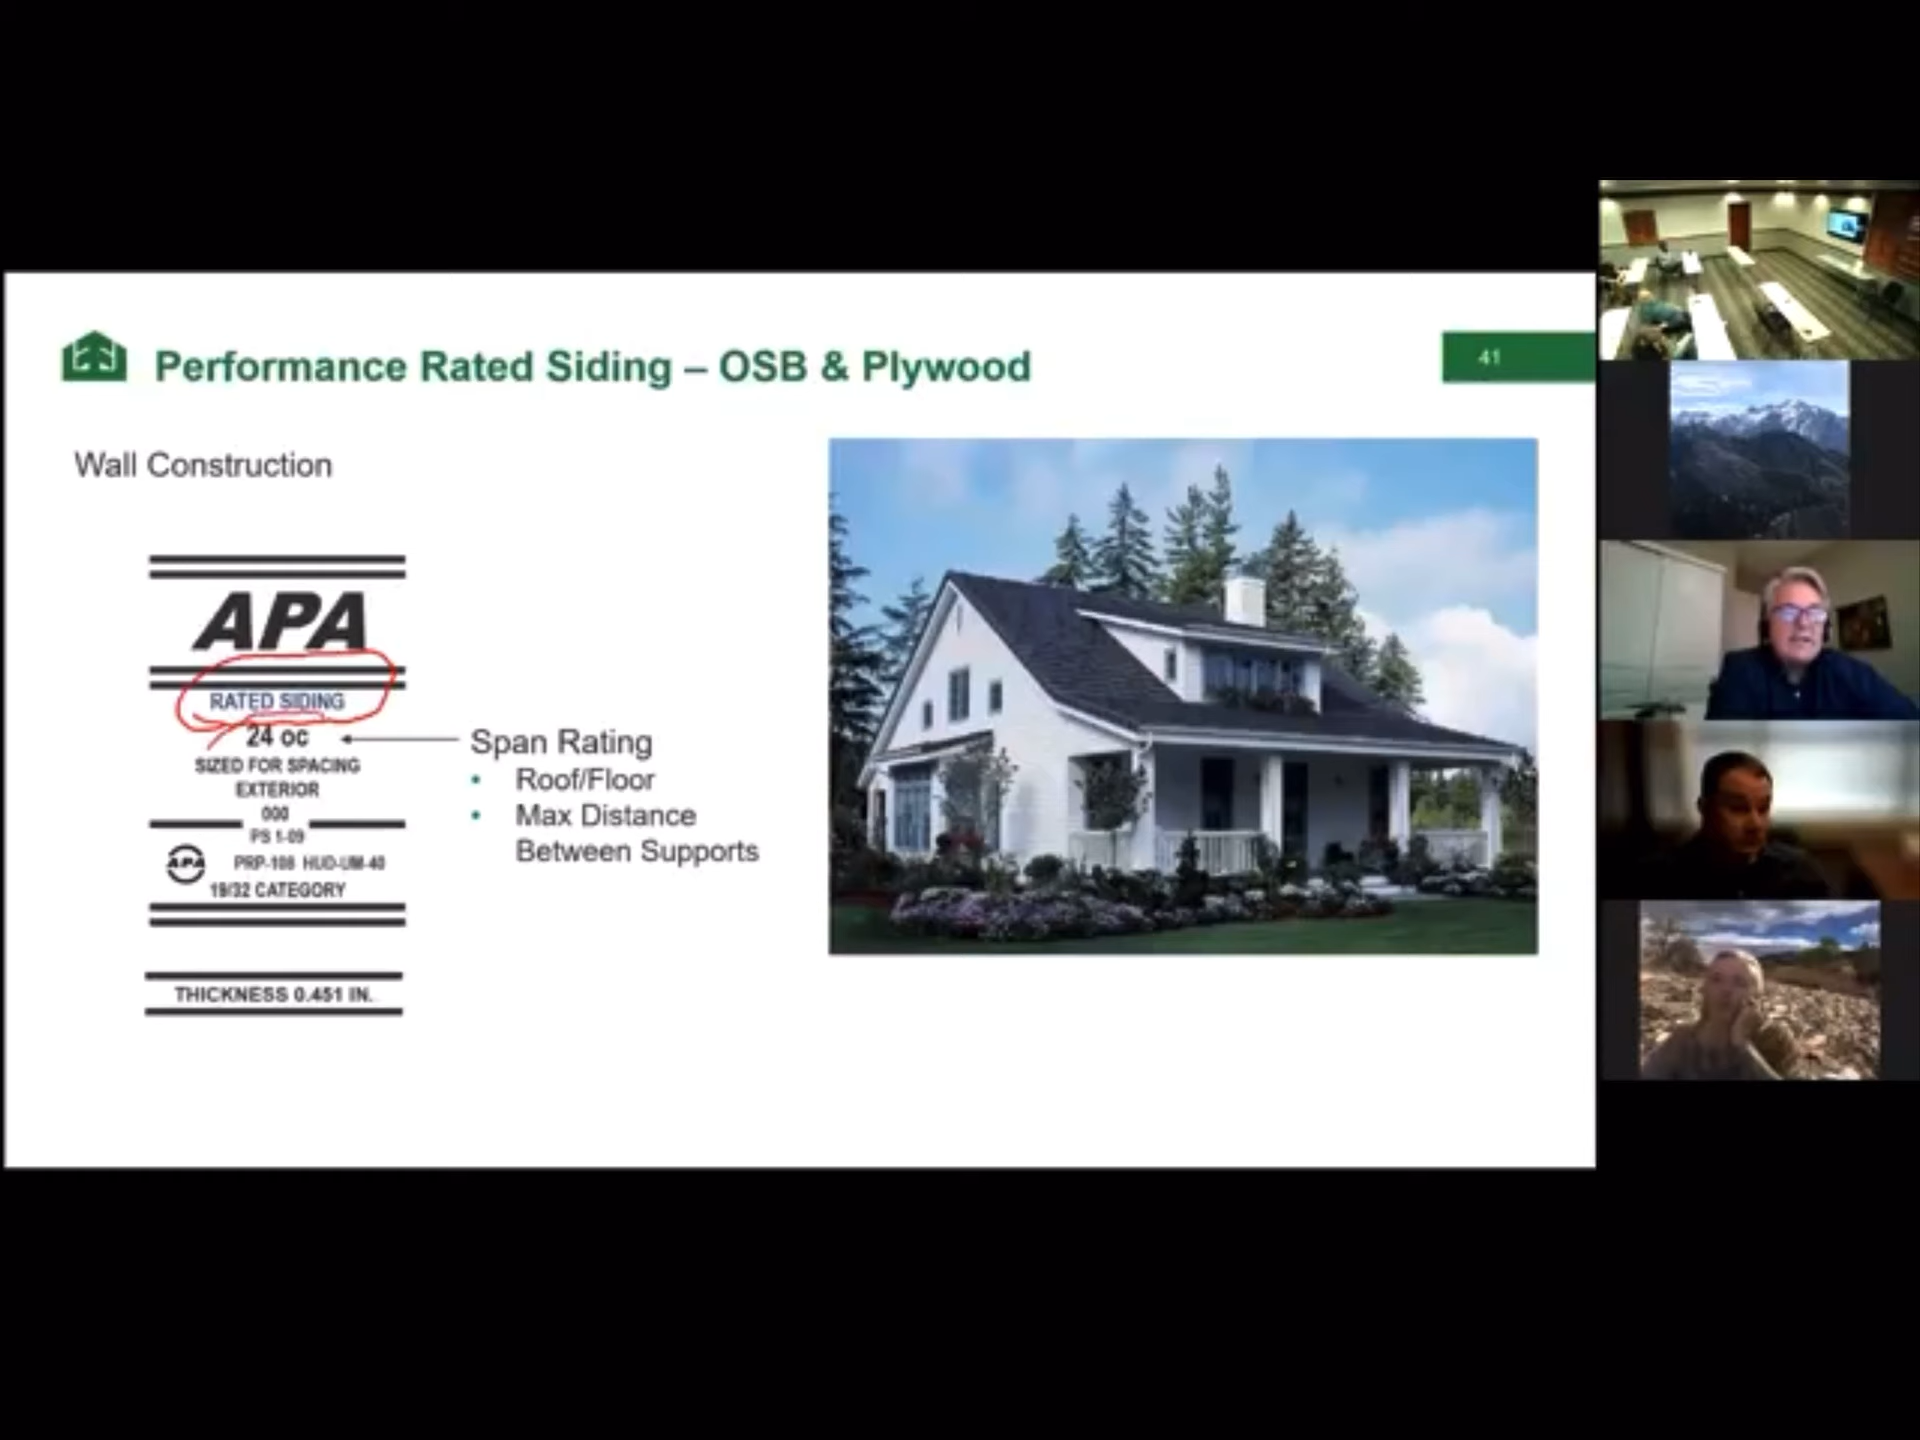 Performance Rated Siding – OSB & Plywood
41
Wall Construction
APA
RATED SIDING
24 oc
SIZED FOR SPACING
EXTERIOR
000
PS 1-09
APA
PRP-108 HUD-UM-40
19/32 CATEGORY
THICKNESS 0.451 IN.
Span Rating
• Roof/Floor
• Max Distance
Between Supports